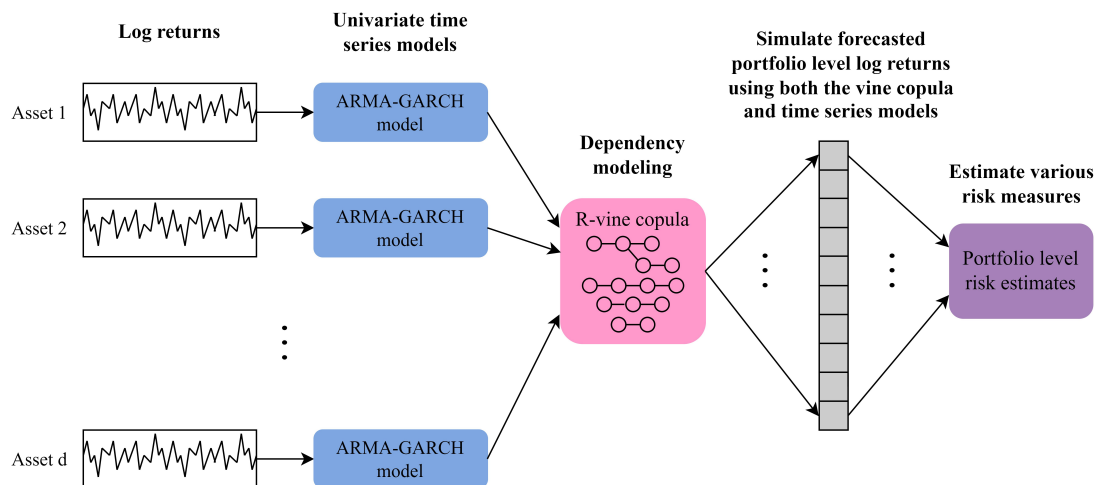 Log returns
Univariate time
series models
Simulate forecasted
portfolio level log returns
using both the vine copula
and time series models
Asset 1
ARMA-GARCH
model
Dependency
modeling
Estimate various
risk measures
Asset 2
ARMA-GARCH
model
R-vine copula
Portfolio level
risk estimates
Asset d
ARMA-GARCH
model